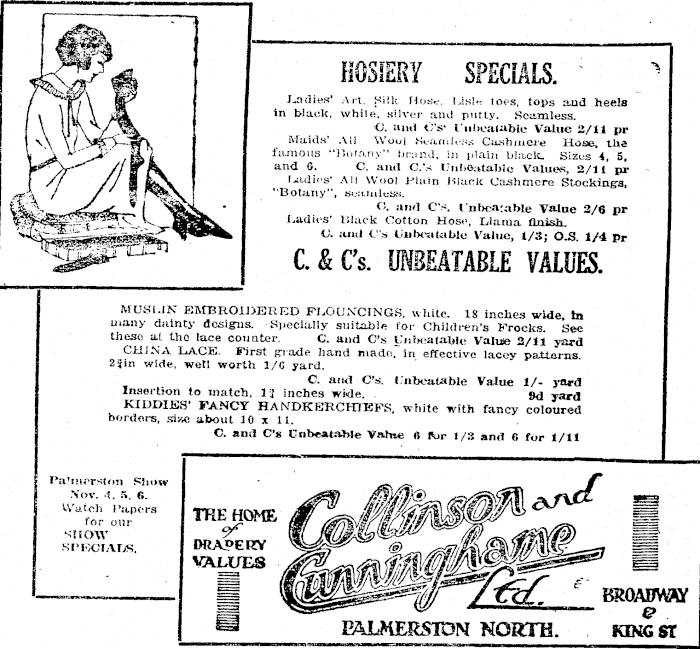 HOSIERY SPECIALS.
Ladies' Art. Silk Hose, Lisle toes, tops and heels
in black, white, silver and putty. Seamless.
C. and C's Unbeatable Value 2/11 pr
Maids' All Wool Seamless Cashmere Hose, the
famous "Botany" brand, in plain black. Sizes 4, 5,
and 6. C. and C.'s Unbeatable Values, 2/11 pr
Ladies' All Wool Plain Black Cashmere Stockings,
"Botany", seamless.
C. and C's. Unbeatable Value 2/6 pr
Ladies' Black Cotton Hose, Llama finish.
C. and C's Unbeatable Value, 1/3; O.S. 1/4 pr
C. & C's. UNBEATABLE VALUES.
MUSLIN EMBROIDERED FLOUNCINGS, white. 18 inches wide, in
many dainty designs. Specially suitable for Children's Frocks. See
these at the lace counter. C. and C's Unbeatable Value 2/11 yard
CHINA LACE. First grade hand made, in effective lacey patterns.
2¾in wide, well worth 1/6 yard.
C. and C's. Unbeatable Value 1/- yard
Insertion to match, 1¾ inches wide. 9d yard
KIDDIES' FANCY HANDKERCHIEFS, white with fancy coloured
borders, size about 10 x 11.
C. and C's Unbeatable Value 6 for 1/3 and 6 for 1/11
Palmerston Show
Nov. 4, 5, 6.
Watch Papers
for our
SHOW
SPECIALS.
THE HOME
of
DRAPERY
VALUES
Collinson and
Cunninghame
Ltd.
PALMERSTON NORTH.
BROADWAY
&
KING ST